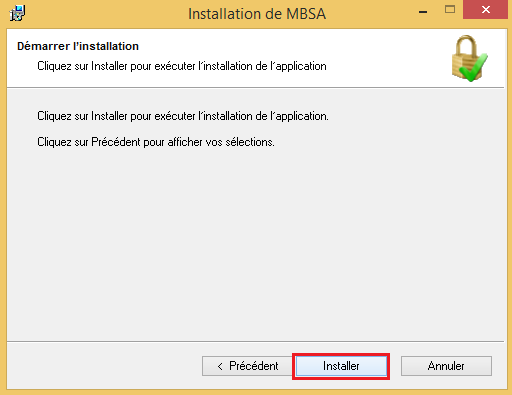 Installation de MBSA
Démarrer l'installation
Cliquez sur Installer pour exécuter l'installation de l'application
Cliquez sur Installer pour exécuter l'installation de l'application.
Cliquez sur Précédent pour afficher vos sélections.
< Précédent
Installer
Annuler